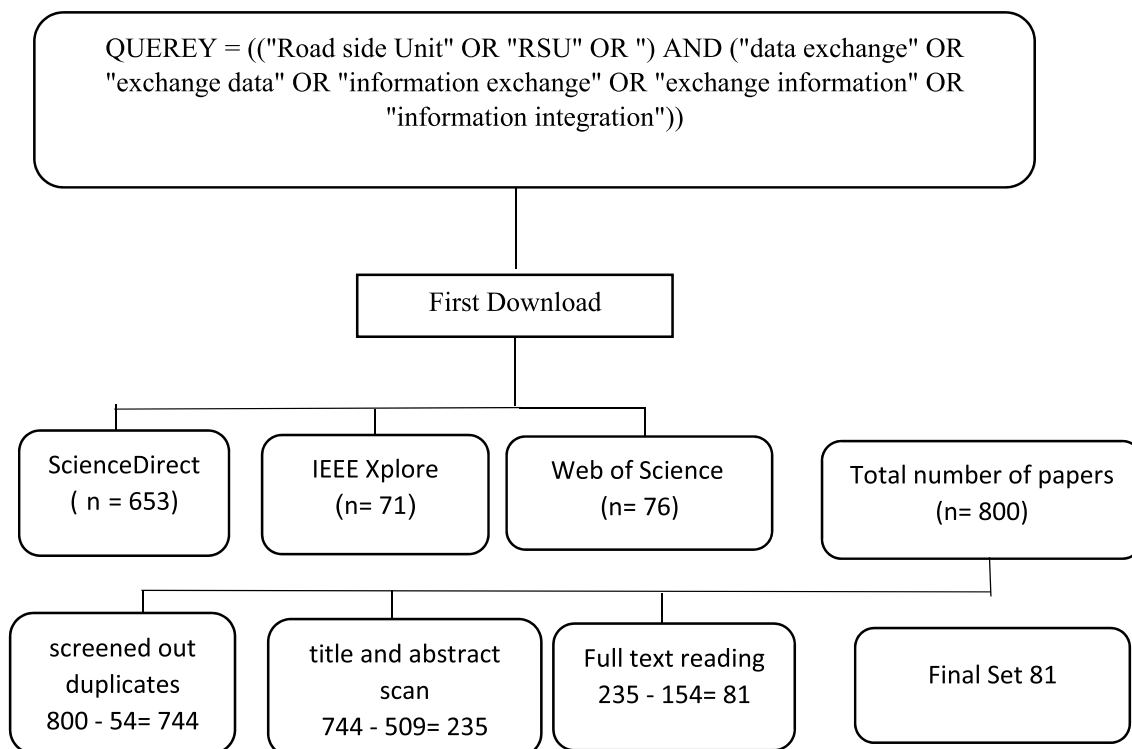 QUEREY = (("Road side Unit" OR "RSU" OR ") AND ("data exchange" OR
"exchange data" OR "information exchange" OR "exchange information" OR
"information integration"))
First Download
ScienceDirect
( n = 653)
IEEE Xplore
(n= 71)
Web of Science
(n= 76)
Total number of papers
(n= 800)
screened out
duplicates
800 - 54= 744
title and abstract
scan
744 - 509= 235
Full text reading
235 - 154= 81
Final Set 81